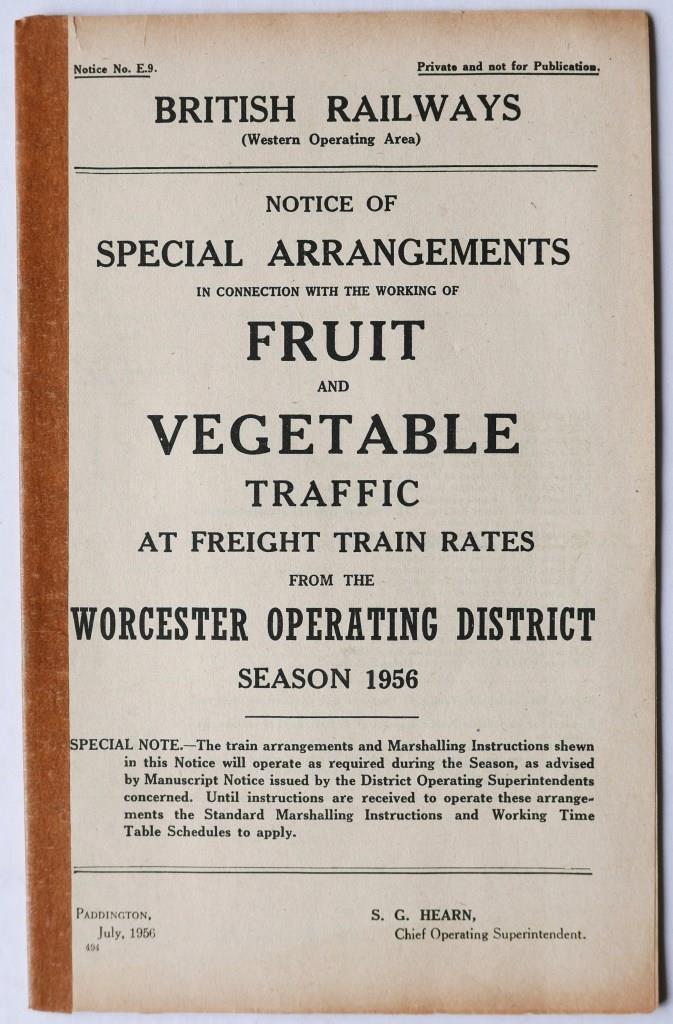 Notice No. E.9. Private and not for Publication.
BRITISH RAILWAYS
(Western Operating Area)
NOTICE OF
SPECIAL ARRANGEMENTS
IN CONNECTION WITH THE WORKING OF
FRUIT
AND
VEGETABLE
TRAFFIC
AT FREIGHT TRAIN RATES
FROM THE
WORCESTER OPERATING DISTRICT
SEASON 1956
SPECIAL NOTE.—The train arrangements and Marshalling Instructions shewn
in this Notice will operate as required during the Season, as advised
by Manuscript Notice issued by the District Operating Superintendents
concerned. Until instructions are received to operate these arrange-
ments the Standard Marshalling Instructions and Working Time
Table Schedules to apply.
PADDINGTON,
July, 1956
494
S. G. HEARN,
Chief Operating Superintendent.